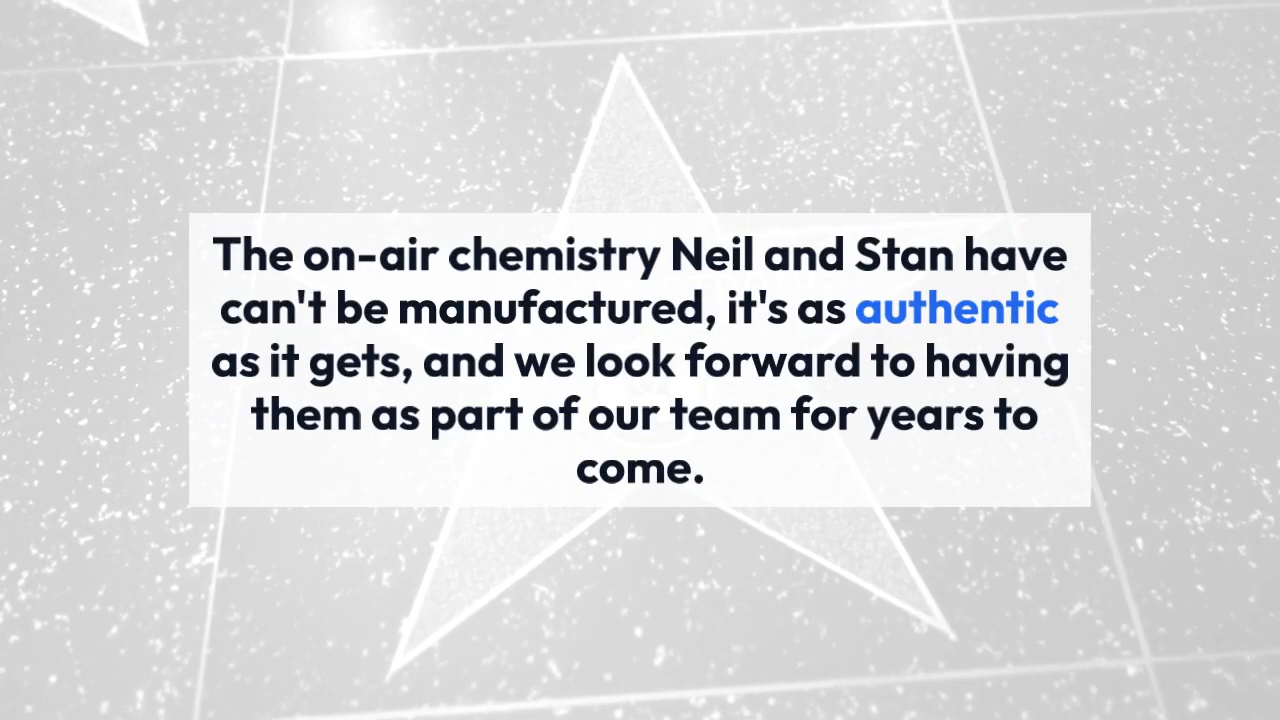 The on-air chemistry Neil and Stan have
can't be manufactured, it's as authentic
as it gets, and we look forward to having
them as part of our team for years to
come.